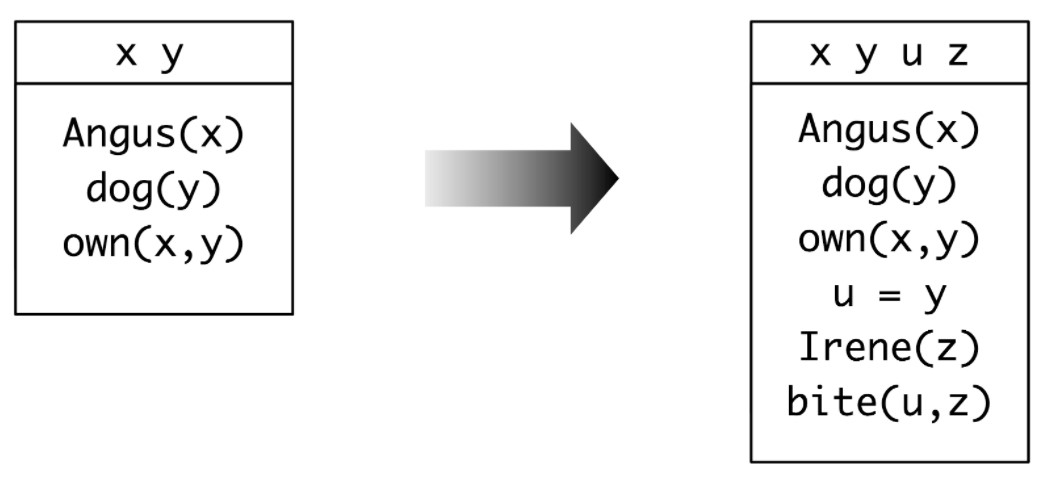 x y
Angus(x)
dog(y)
own(x,y)
x y u z
Angus(x)
dog(y)
own(x,y)
u = y
Irene(z)
bite(u,z)